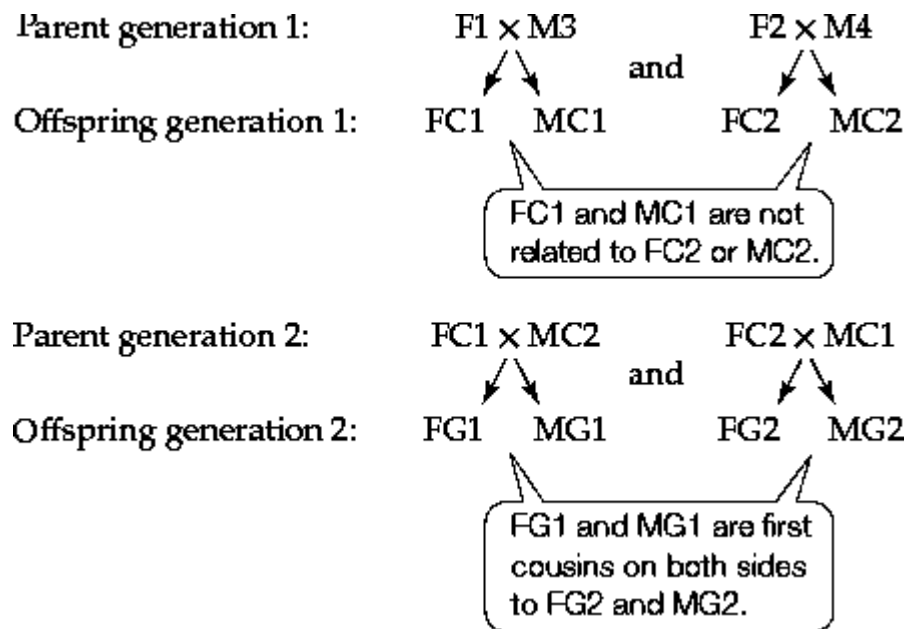 Parent generation 1: F1 × M3 and F2 × M4
Offspring generation 1: FC1 MC1 FC2 MC2
FC1 and MC1 are not
related to FC2 or MC2.
Parent generation 2: FC1 × MC2 and FC2 × MC1
Offspring generation 2: FG1 MG1 FG2 MG2
FG1 and MG1 are first
cousins on both sides
to FG2 and MG2.